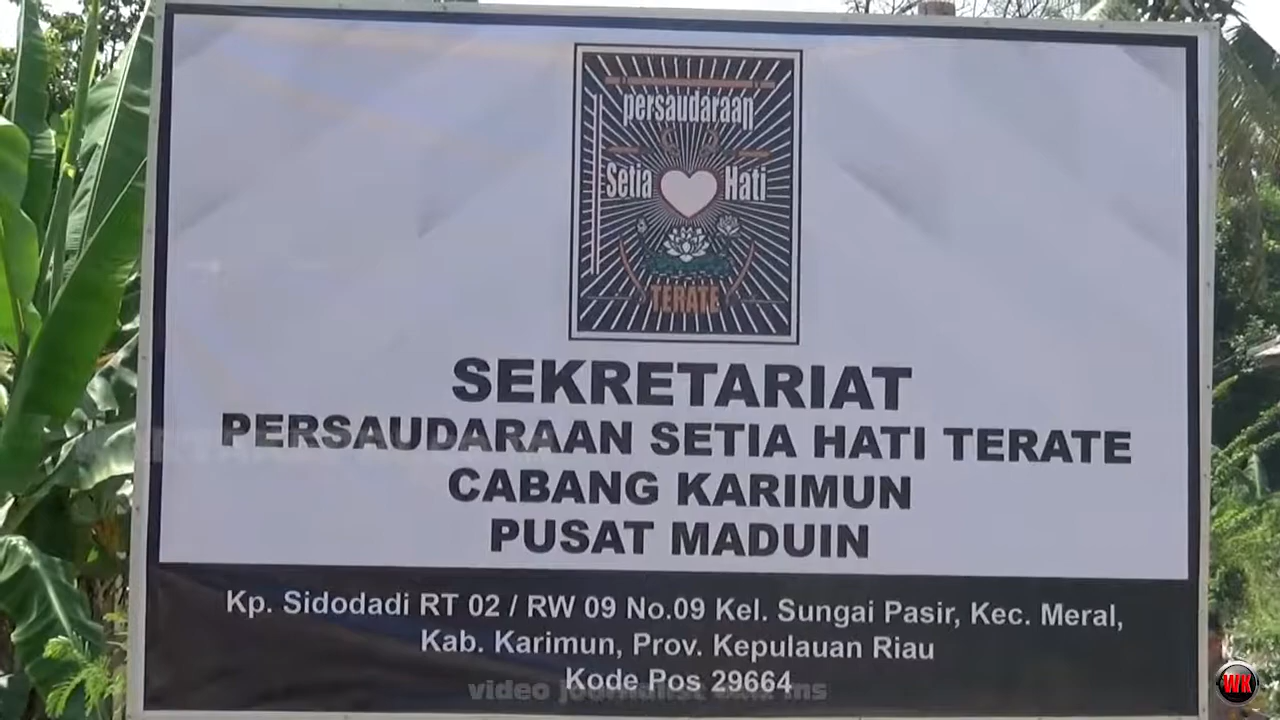 persaudaraan
Setia Hati
TERATE
SEKRETARIAT
PERSAUDARAAN SETIA HATI TERATE
CABANG KARIMUN
PUSAT MADUIN
Kp. Sidodadi RT 02 / RW 09 No.09 Kel. Sungai Pasir, Kec. Meral,
Kab. Karimun, Prov. Kepulauan Riau
Kode Pos 29664
video
WK